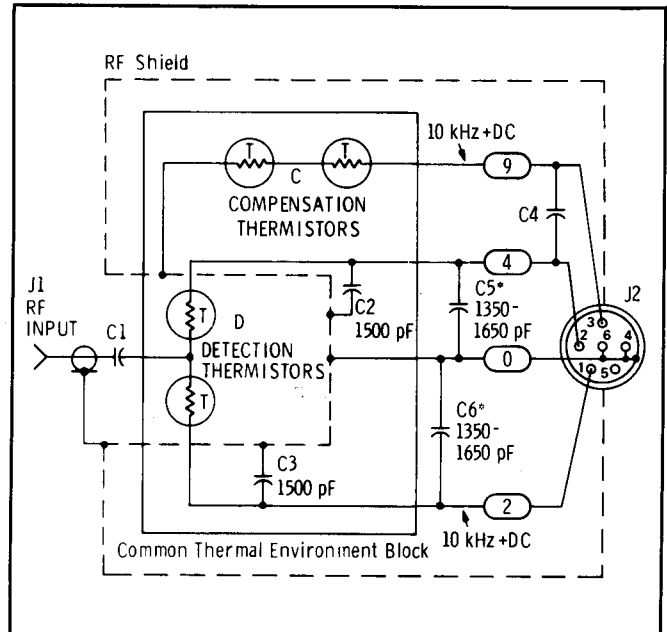 RF Shield
10 kHz +DC
T
T
9
C
COMPENSATION
THERMISTORS
C4
4
J1
RF
INPUT
C1
T
D
DETECTION
THERMISTORS
T
C2
1500 pF
C5*
1350-
1650 pF
0
J2
3
2
6
4
1
5
C6*
1350-
1650 pF
C3
1500 pF
2
10 kHz +DC
Common Thermal Environment Block